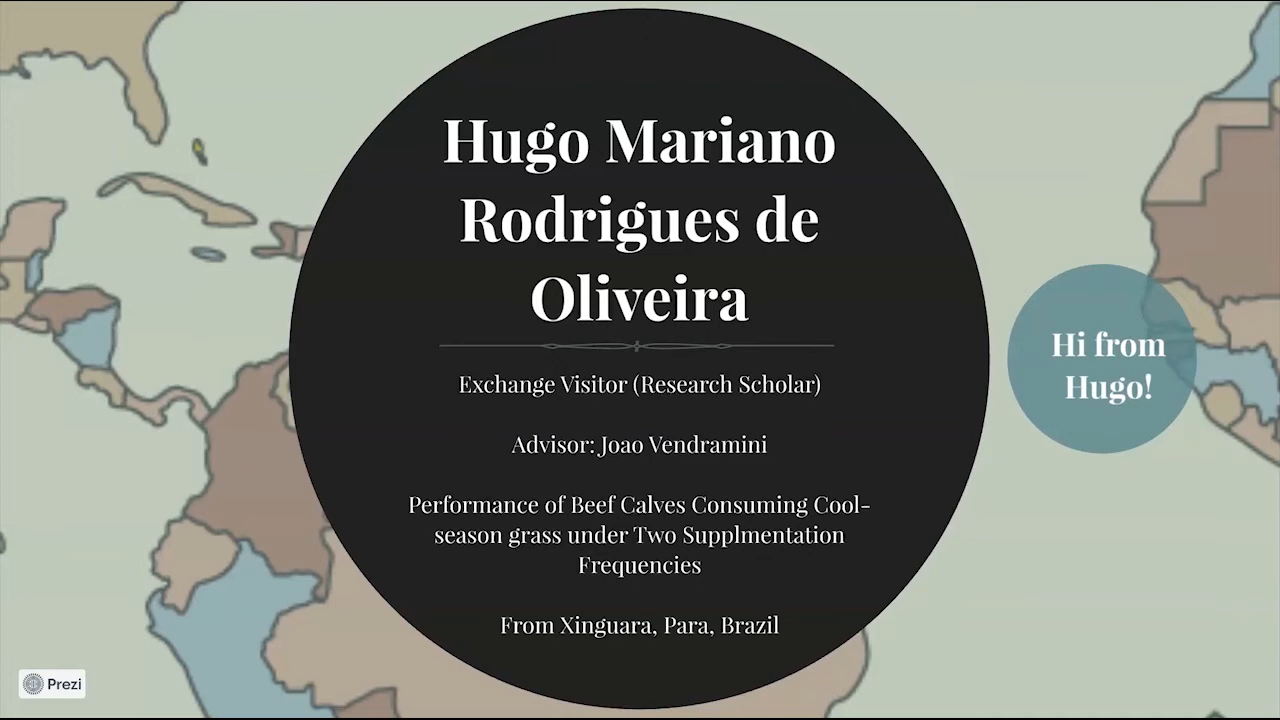 Hugo Mariano
Rodrigues de
Oliveira
Exchange Visitor (Research Scholar)
Advisor: Joao Vendramini
Performance of Beef Calves Consuming Cool-
season grass under Two Supplmentation
Frequencies
From Xinguara, Para, Brazil
Hi from
Hugo!
Prezi